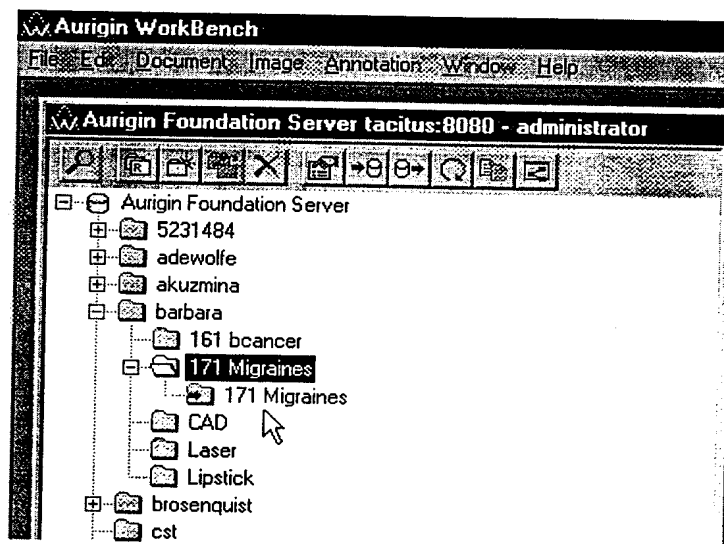 Aurigin WorkBench
File Edit Document Image Annotation Window Help
Aurigin Foundation Server tacitus:8080 - administrator
Aurigin Foundation Server
5231484
adewolfe
akuzmina
barbara
161 bcancer
171 Migraines
171 Migraines
CAD
Laser
Lipstick
brosenquist
cst